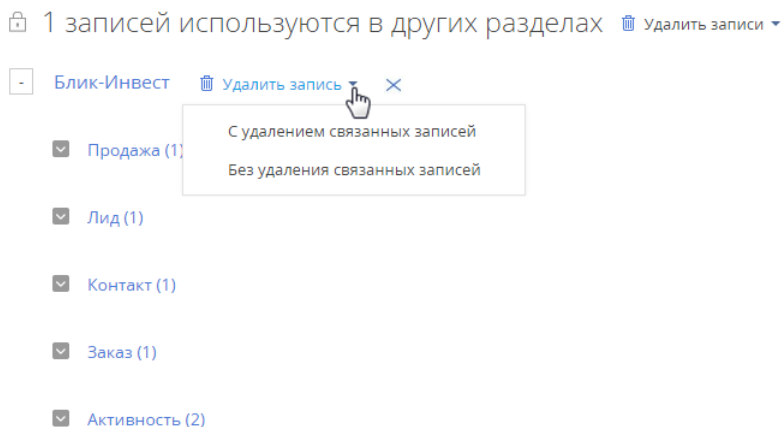 1 записей используются в других разделах Удалить записи
- Блик-Инвест Удалить запись
С удалением связанных записей
Продажа (1)
Без удаления связанных записей
Лид (1)
Контакт (1)
Заказ (1)
Активность (2)